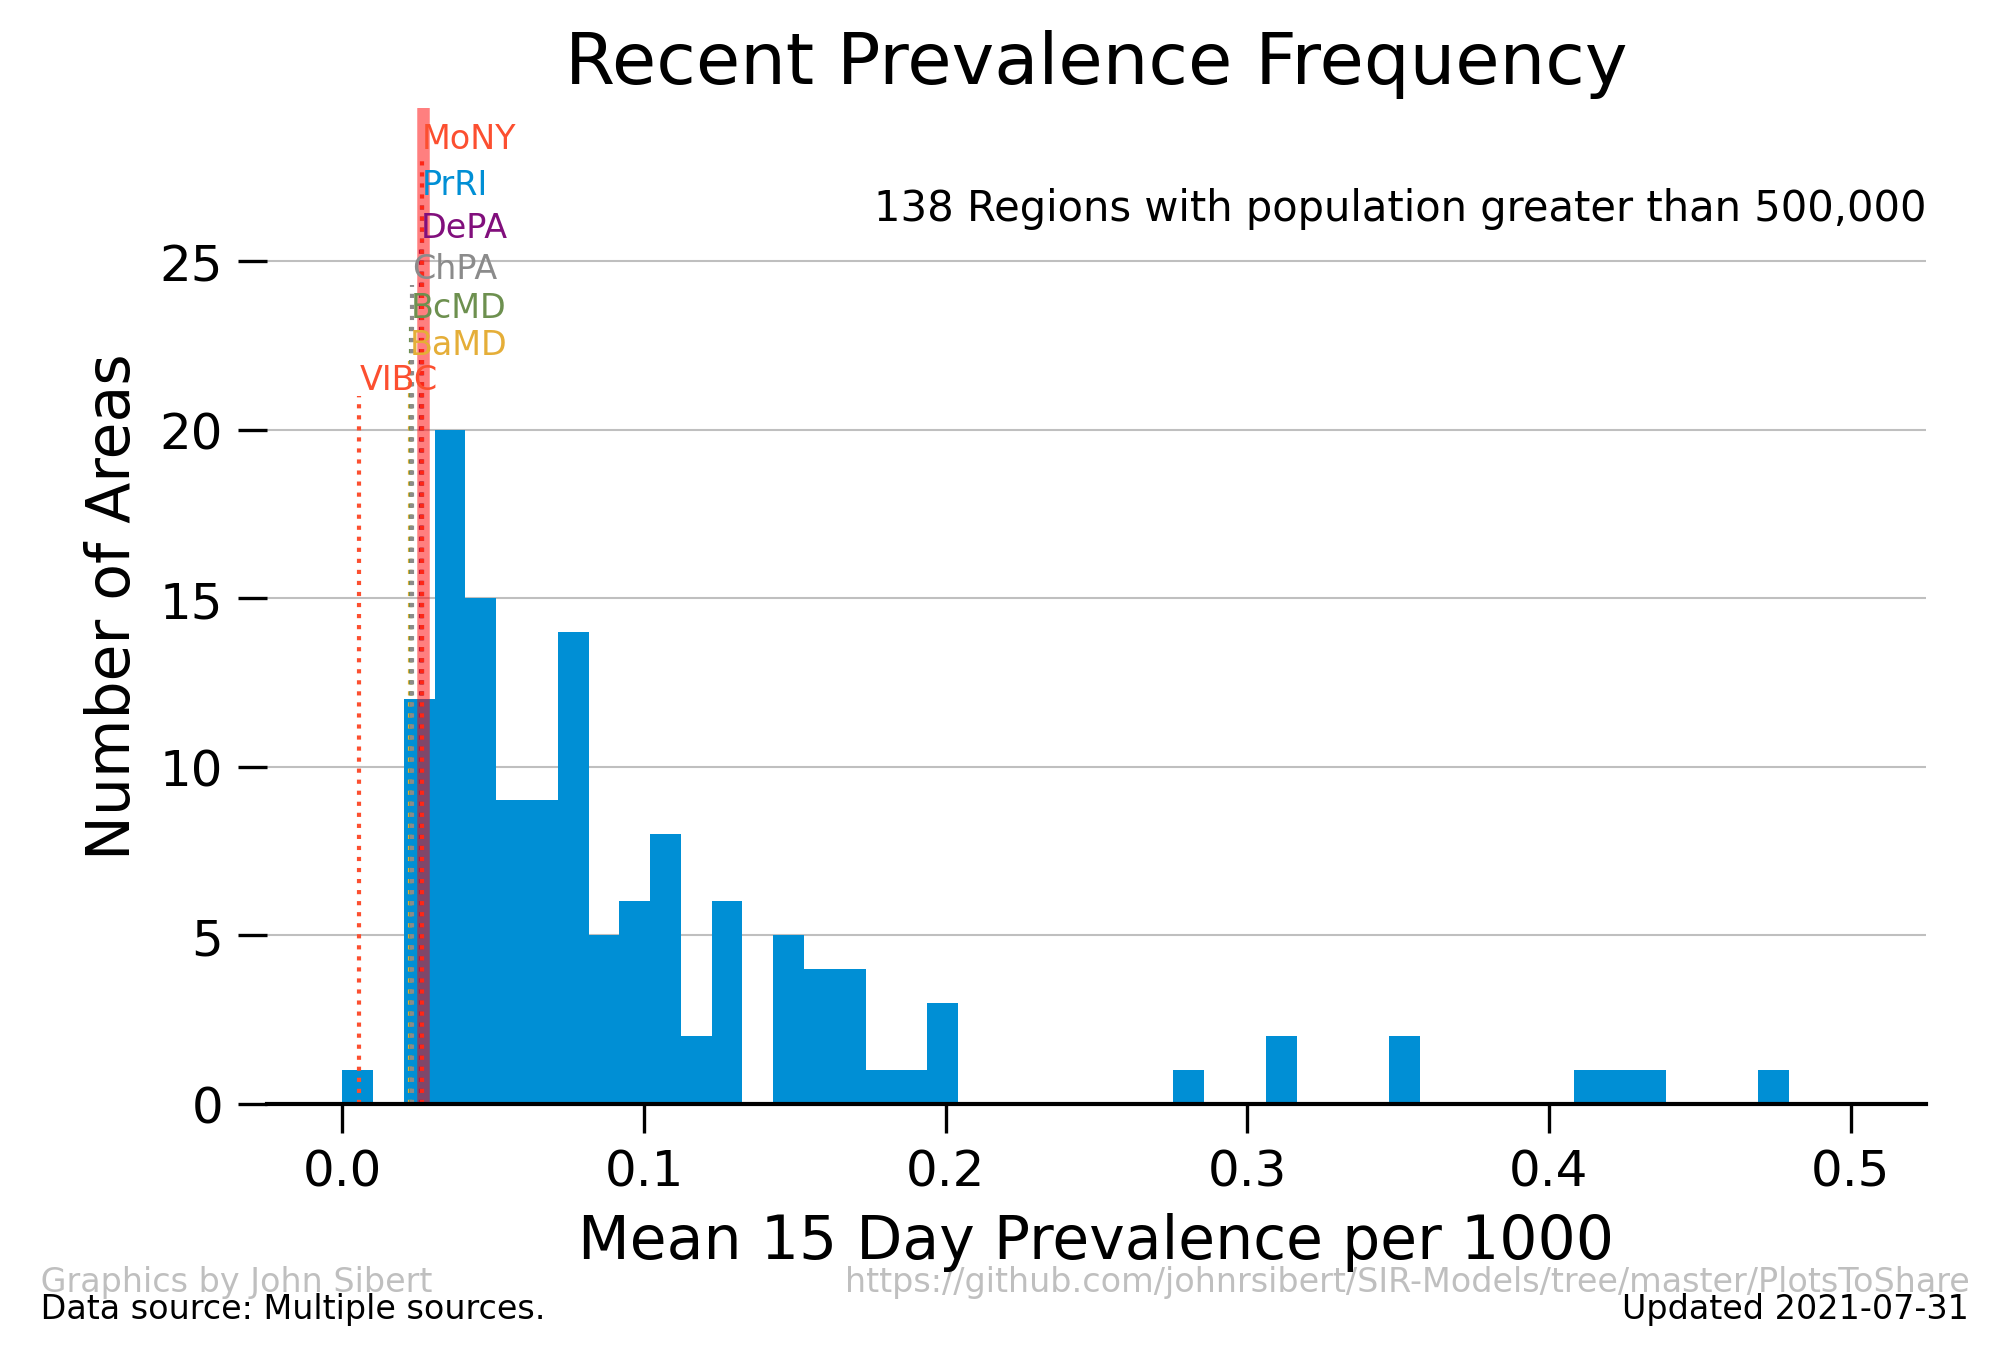 Recent Prevalence Frequency
MoNY
PrRI
138 Regions with population greater than 500,000
DePA
ChPA
BcMD
BaMD
VIBC
25
20
15
10
5
0
Number of Areas
0.0 0.1 0.2 0.3 0.4 0.5
Mean 15 Day Prevalence per 1000
Graphics by John Sibert
https://github.com/johnrsibert/SIR-Models/tree/master/PlotsToShare
Data source: Multiple sources.
Updated 2021-07-31